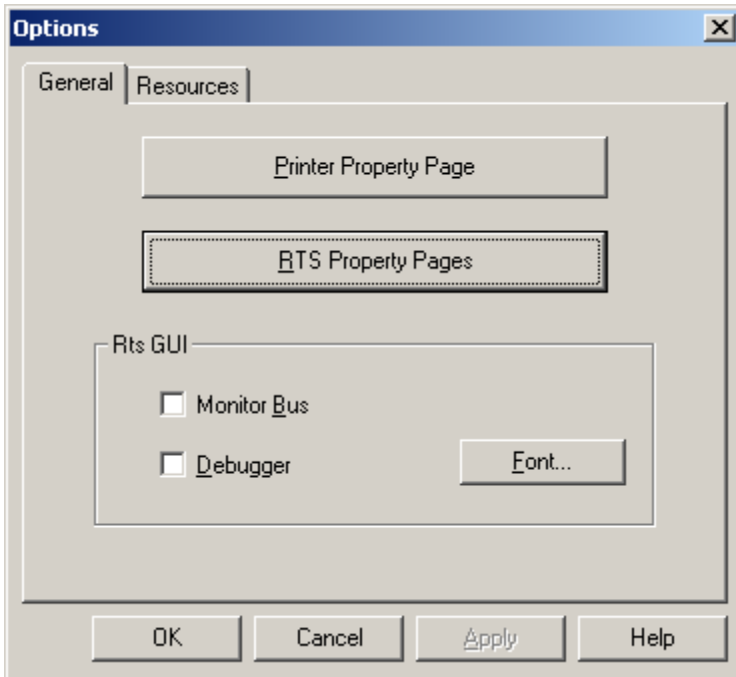 Options
General
Resources
Printer Property Page
RTS Property Pages
Rts GUI
Monitor Bus
Debugger
Font...
OK
Cancel
Apply
Help